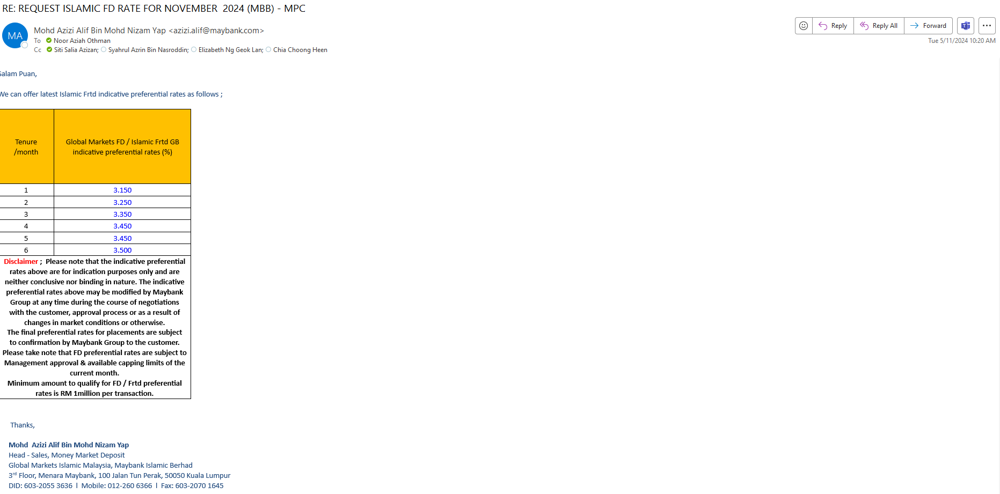 RE: REQUEST ISLAMIC FD RATE FOR NOVEMBER  2024 (MBB) - MPC
MA
Mohd Azizi Alif Bin Mohd Nizam Yap <azizi.alif@maybank.com>
To Noor Aziah Othman
Cc Siti Salia Azizan; Syahrul Azrin Bin Nasroddin; Elizabeth Ng Geok Lan; Chia Choong Heen
Reply
Reply All
Forward
Tue 5/11/2024 10:20 AM
Salam Puan,
We can offer latest Islamic Frtd indicative preferential rates as follows ;
Tenure
/month
Global Markets FD / Islamic Frtd GB
indicative preferential rates (%)
1 3.150
2 3.250
3 3.350
4 3.450
5 3.450
6 3.500
Disclaimer ;  Please note that the indicative preferential
rates above are for indication purposes only and are
neither conclusive nor binding in nature. The indicative
preferential rates above may be modified by Maybank
Group at any time during the course of negotiations
with the customer, approval process or as a result of
changes in market conditions or otherwise.
The final preferential rates for placements are subject
to confirmation by Maybank Group to the customer.
Please take note that FD preferential rates are subject to
Management approval & available capping limits of the
current month.
Minimum amount to qualify for FD / Frtd preferential
rates is RM 1million per transaction.
Thanks,
Mohd  Azizi Alif Bin Mohd Nizam Yap
Head - Sales, Money Market Deposit
Global Markets Islamic Malaysia, Maybank Islamic Berhad
3rd Floor, Menara Maybank, 100 Jalan Tun Perak, 50050 Kuala Lumpur
DID: 603-2055 3636 | Mobile: 012-260 6366 | Fax: 603-2070 1645